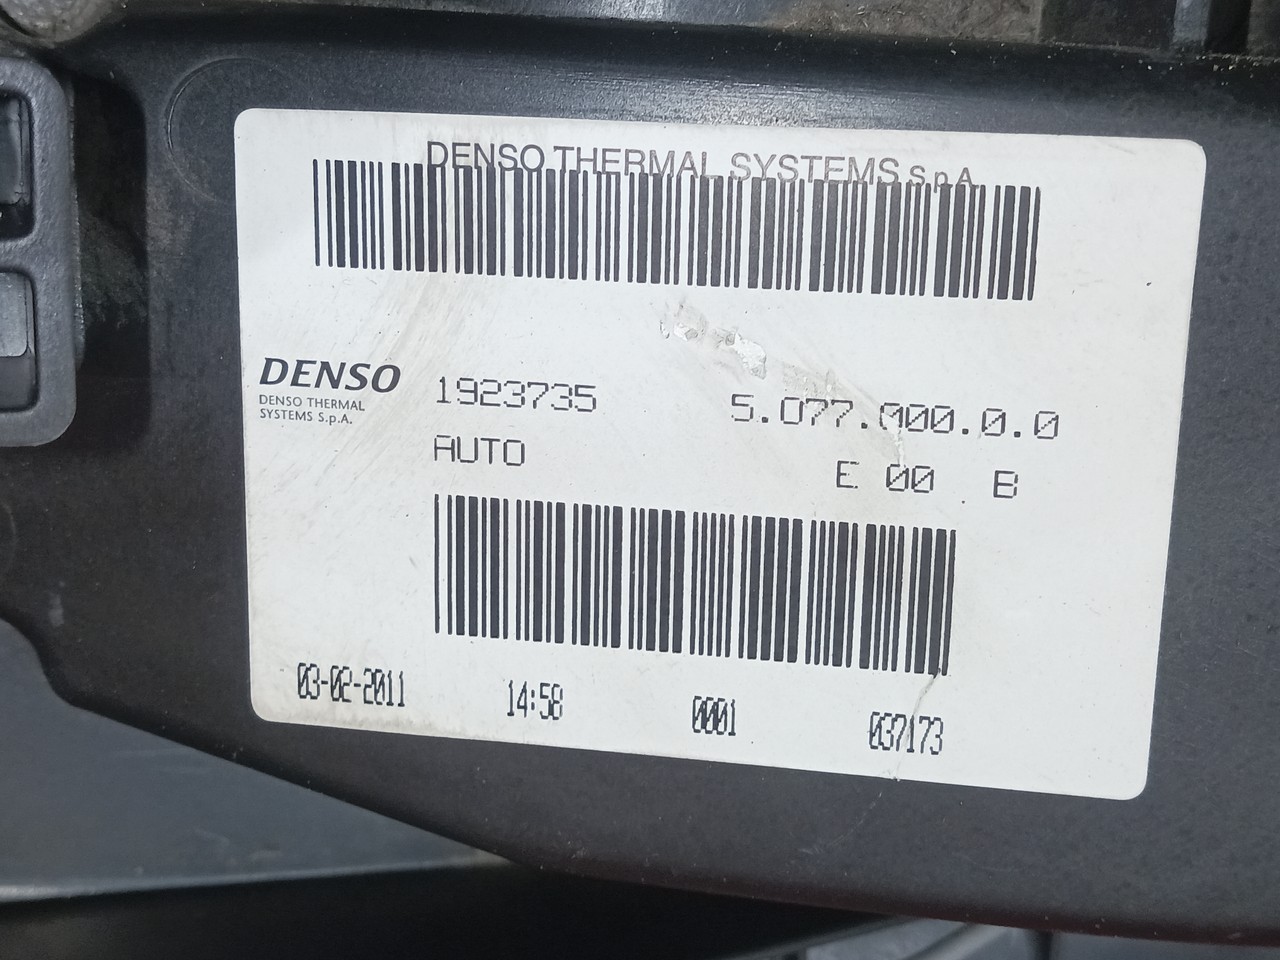 DENSO THERMAL SYSTEMS S.p.A.
DENSO
DENSO THERMAL
SYSTEMS S.p.A.
1923735 5.077.000.0.0
AUTO E 00 B
03-02-2011 14:58 0001 037173